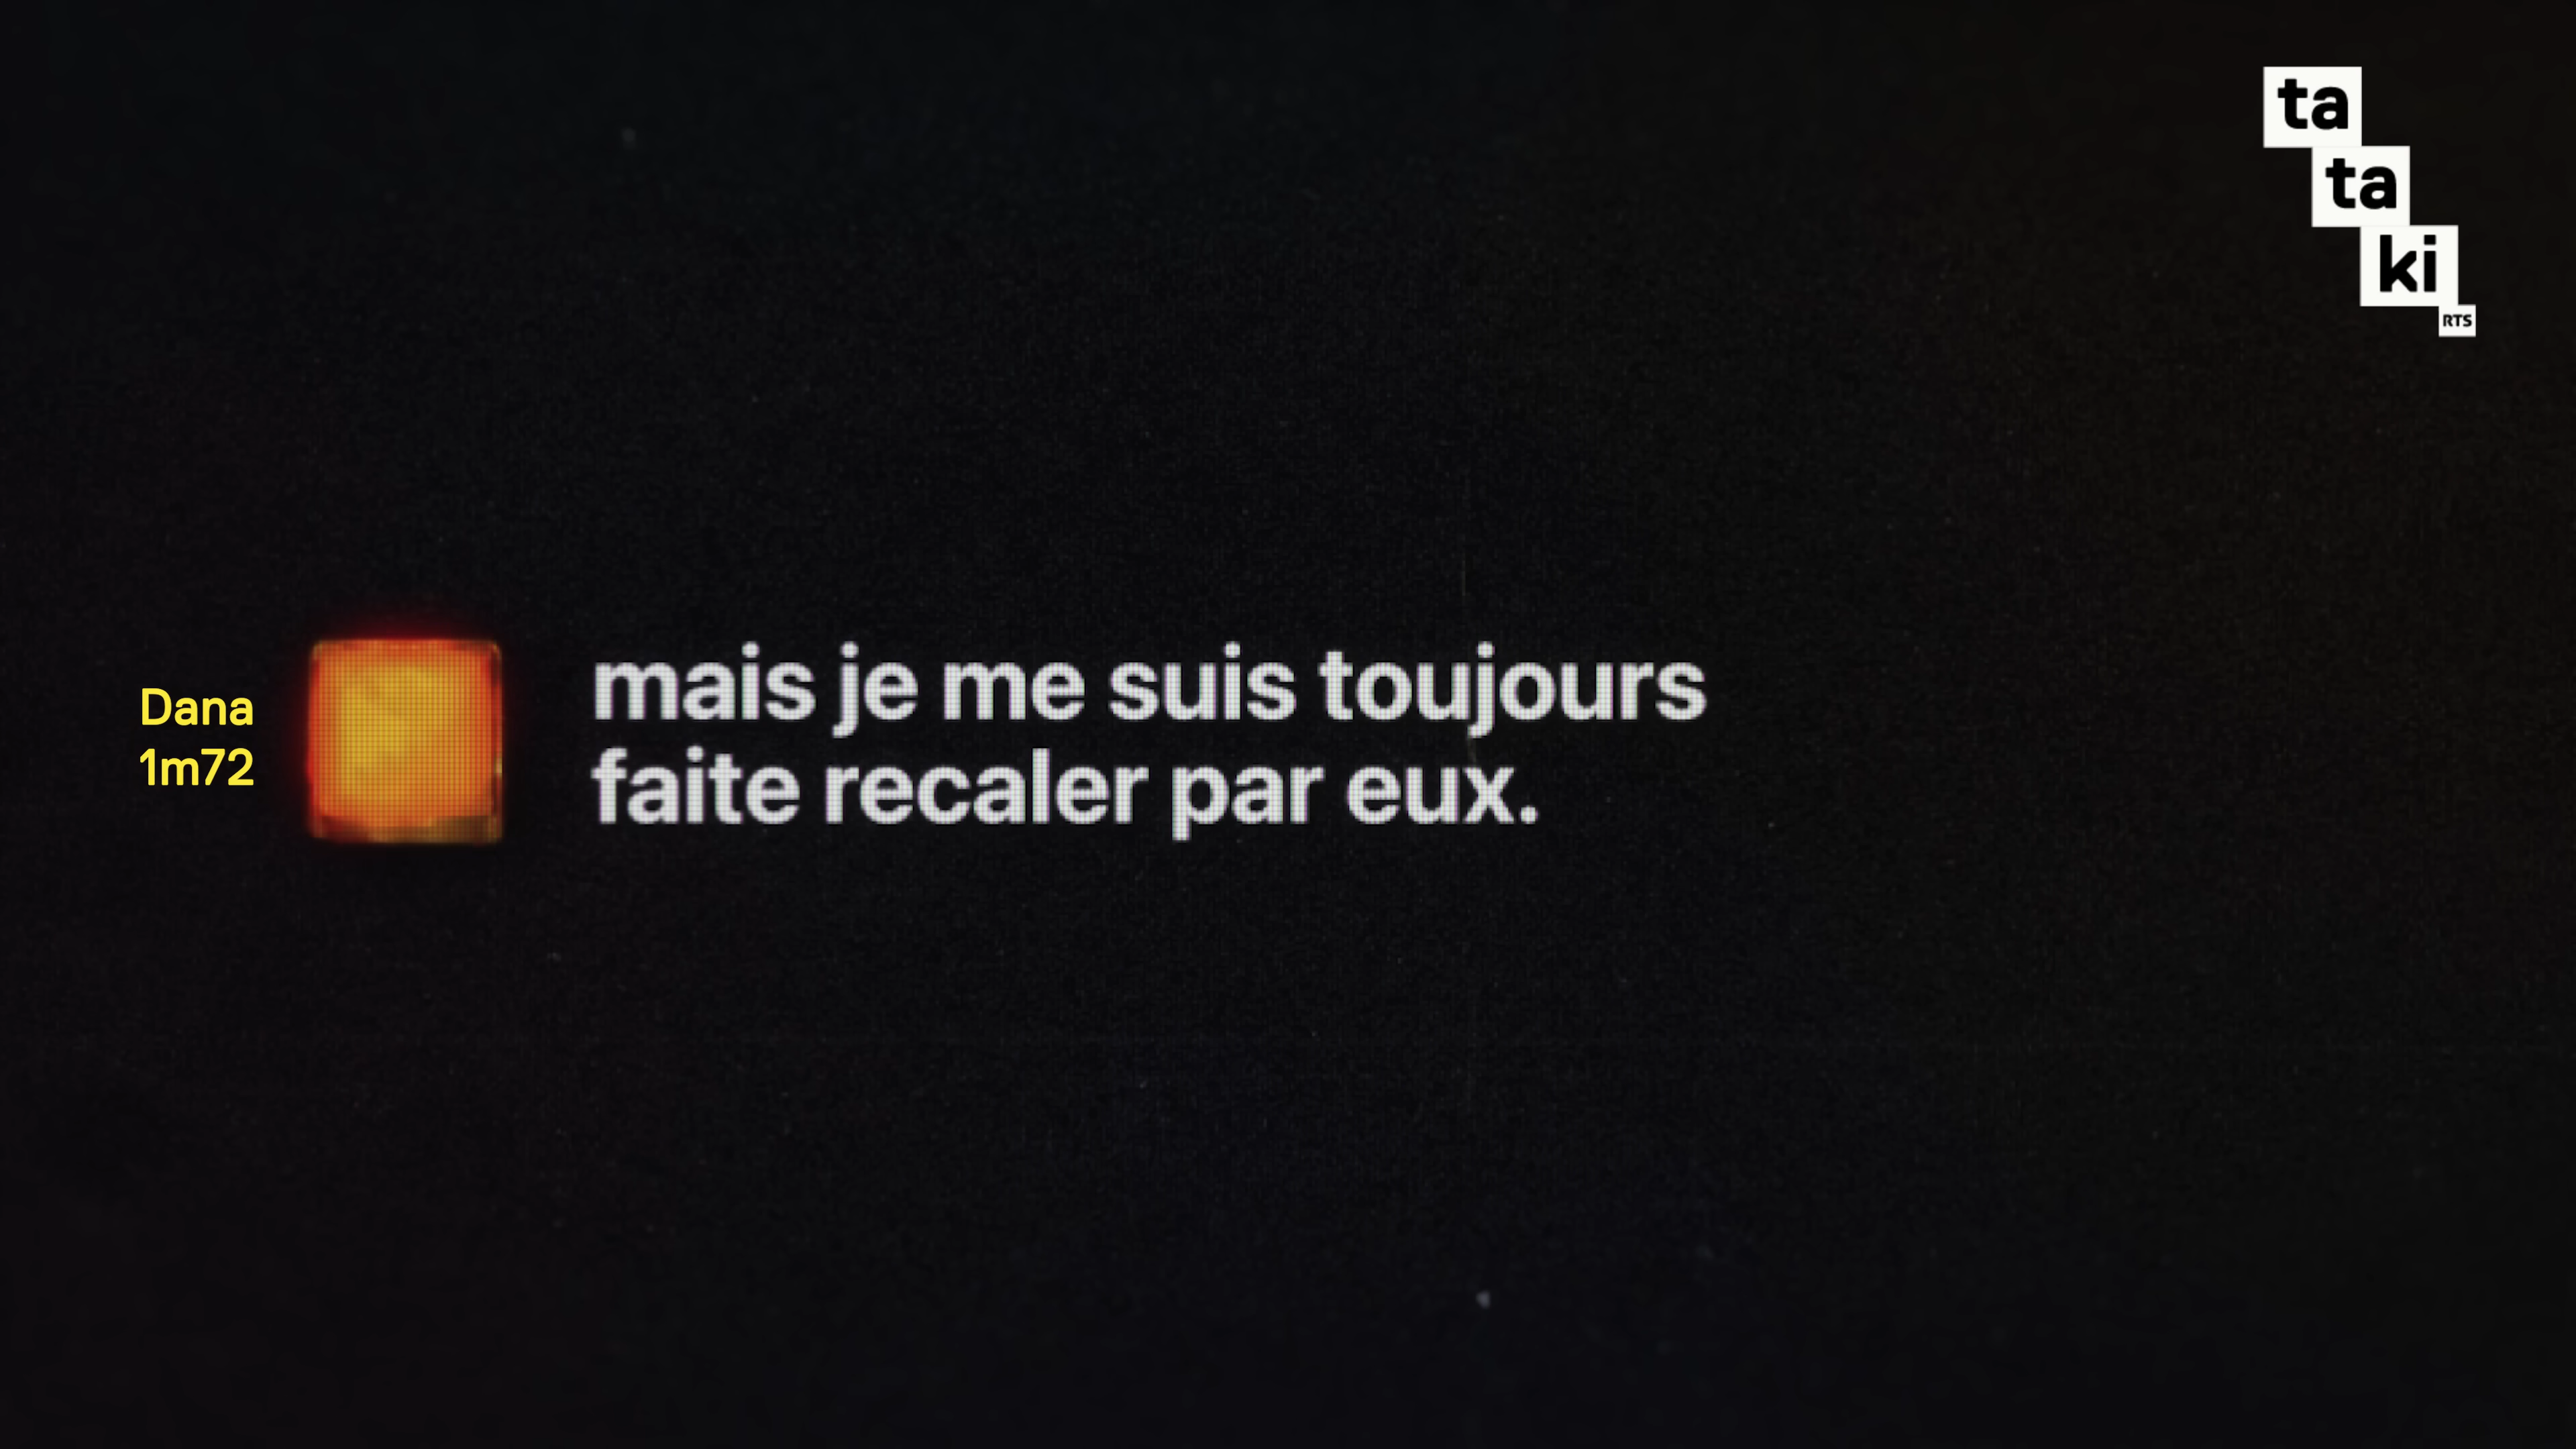 ta
ta
ki
RTS
Dana
1m72
mais je me suis toujours
faite recaler par eux.